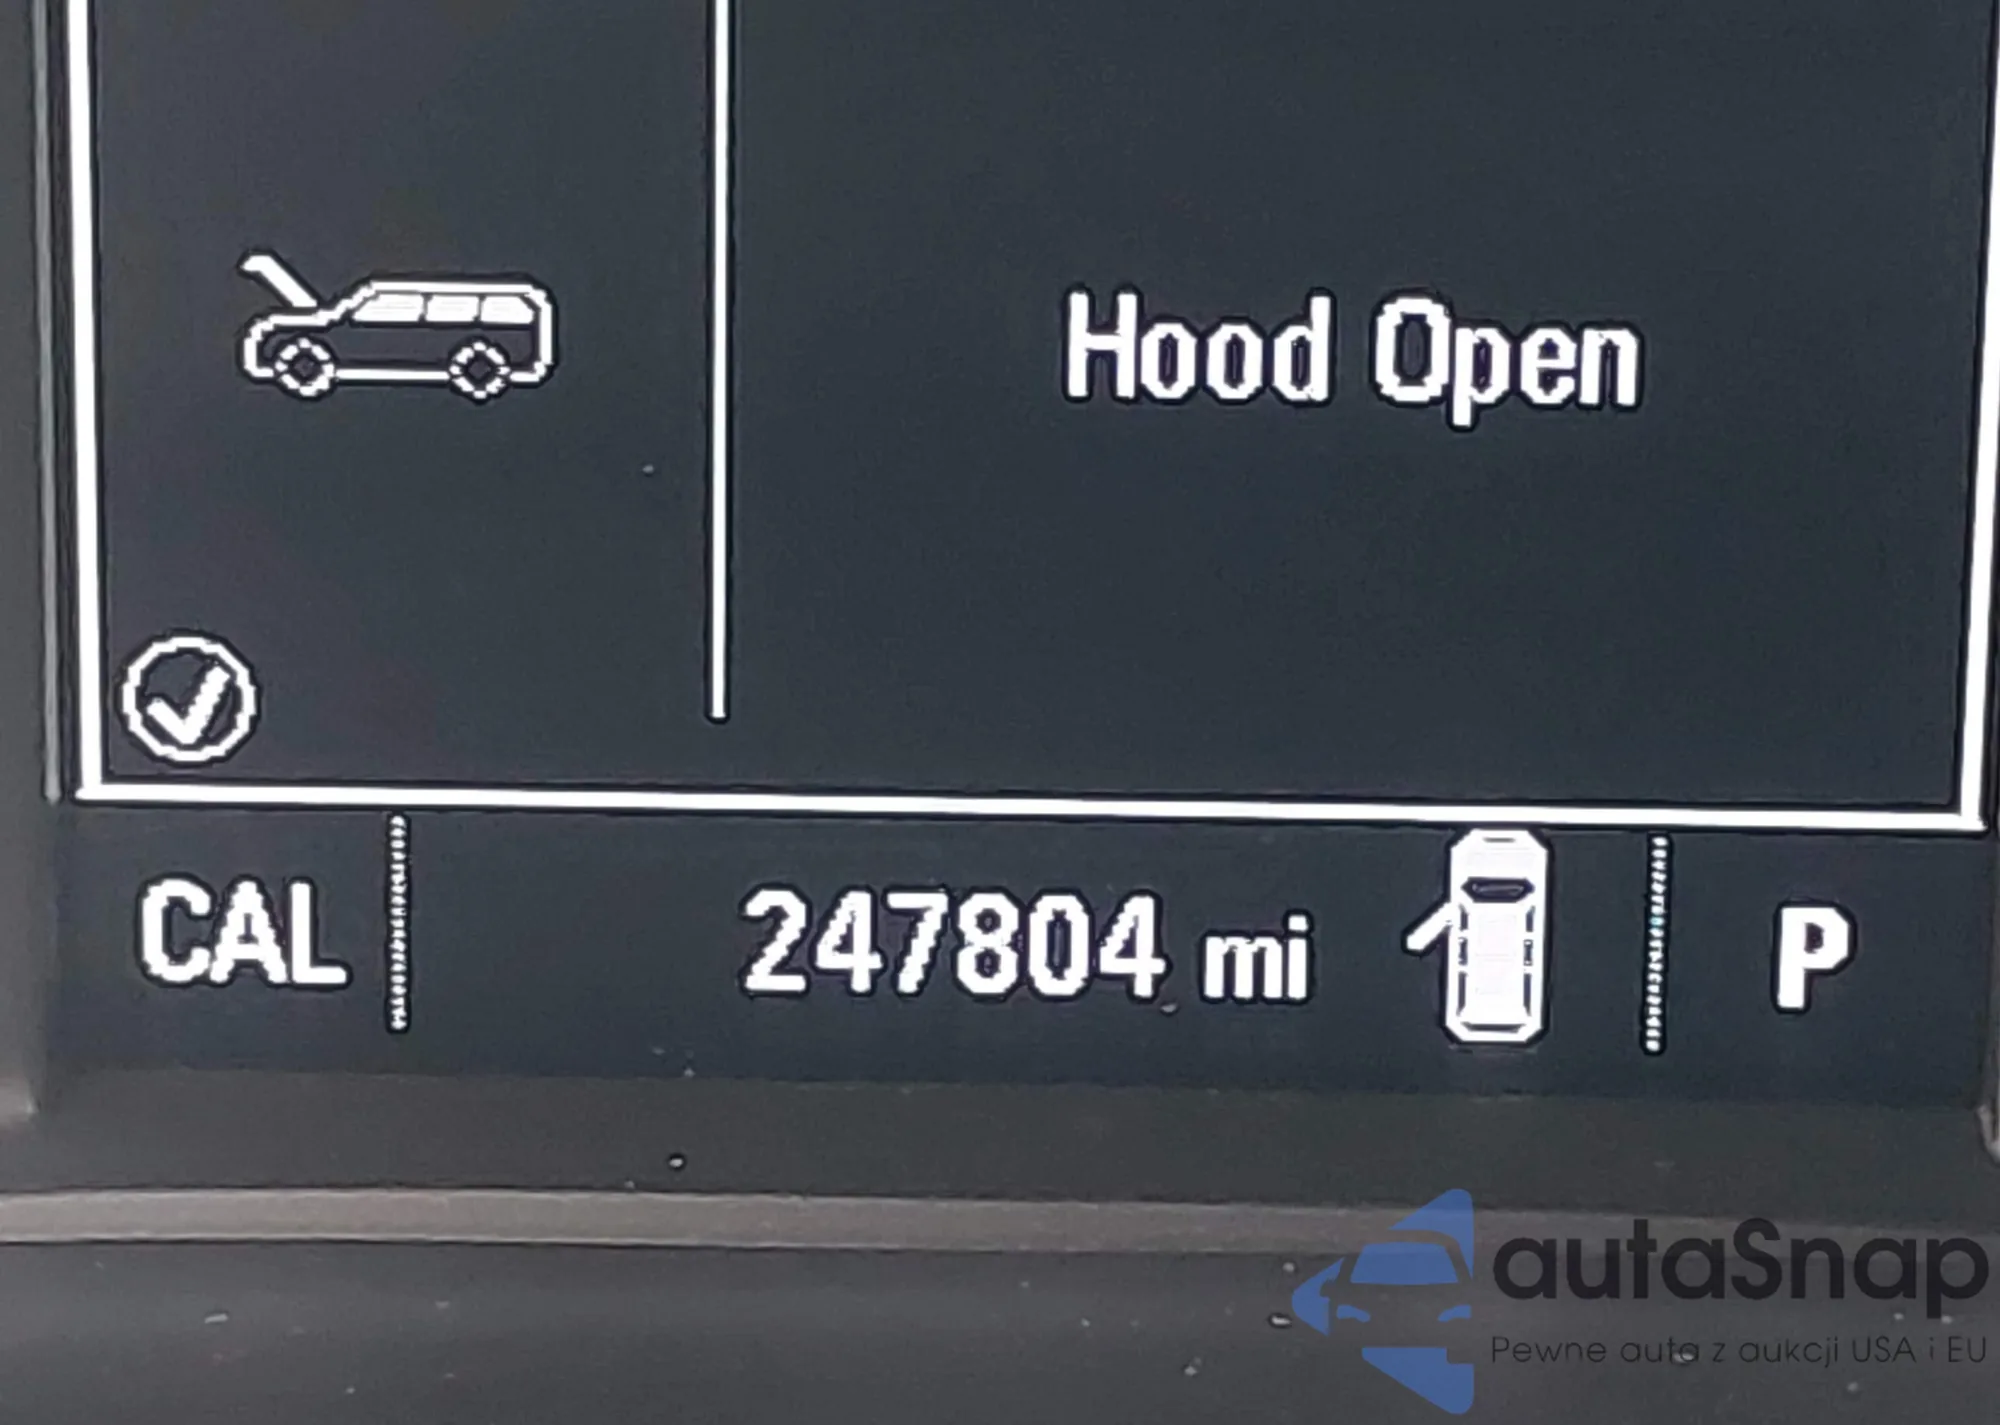 Hood Open
CAL 247804 mi P
autaSnap
Pewne auta z aukcji USA i EU